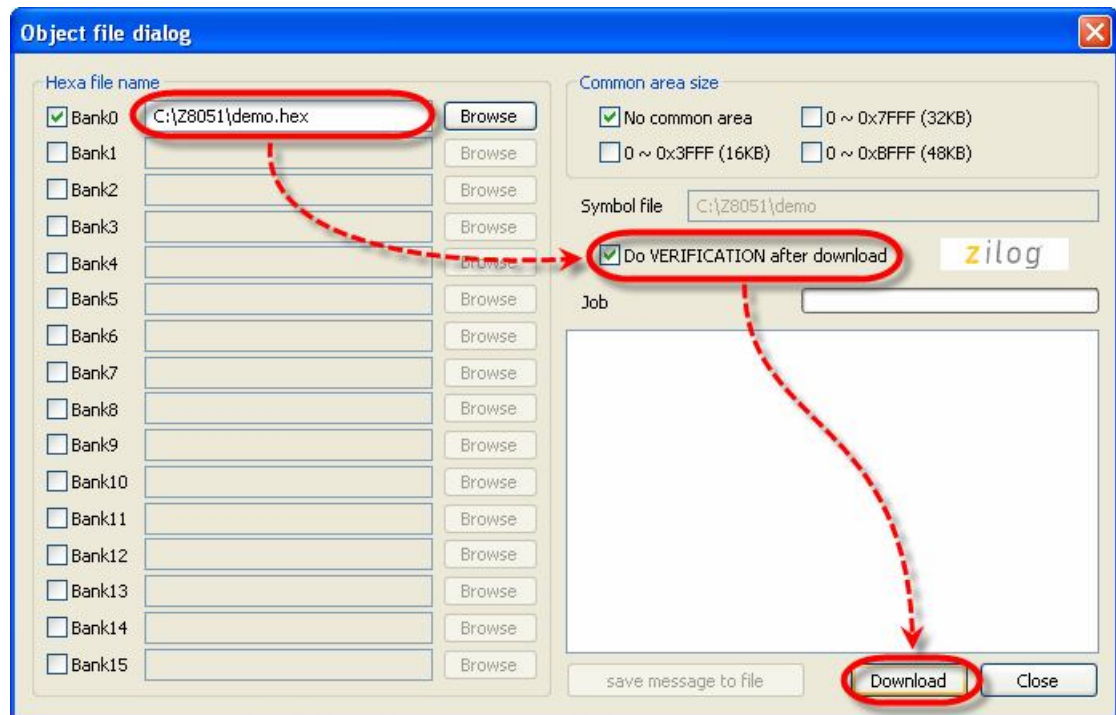 Object file dialog
Hexa file name
Bank0 C:\Z8051\demo.hex Browse
Bank1 Browse
Bank2 Browse
Bank3 Browse
Bank4 Browse
Bank5 Browse
Bank6 Browse
Bank7 Browse
Bank8 Browse
Bank9 Browse
Bank10 Browse
Bank11 Browse
Bank12 Browse
Bank13 Browse
Bank14 Browse
Bank15 Browse
Common area size
No common area 0 ~ 0x7FFF (32KB)
0 ~ 0x3FFF (16KB) 0 ~ 0xBFFF (48KB)
Symbol file C:\Z8051\demo
Do VERIFICATION after download zilog
Job
save message to file Download Close